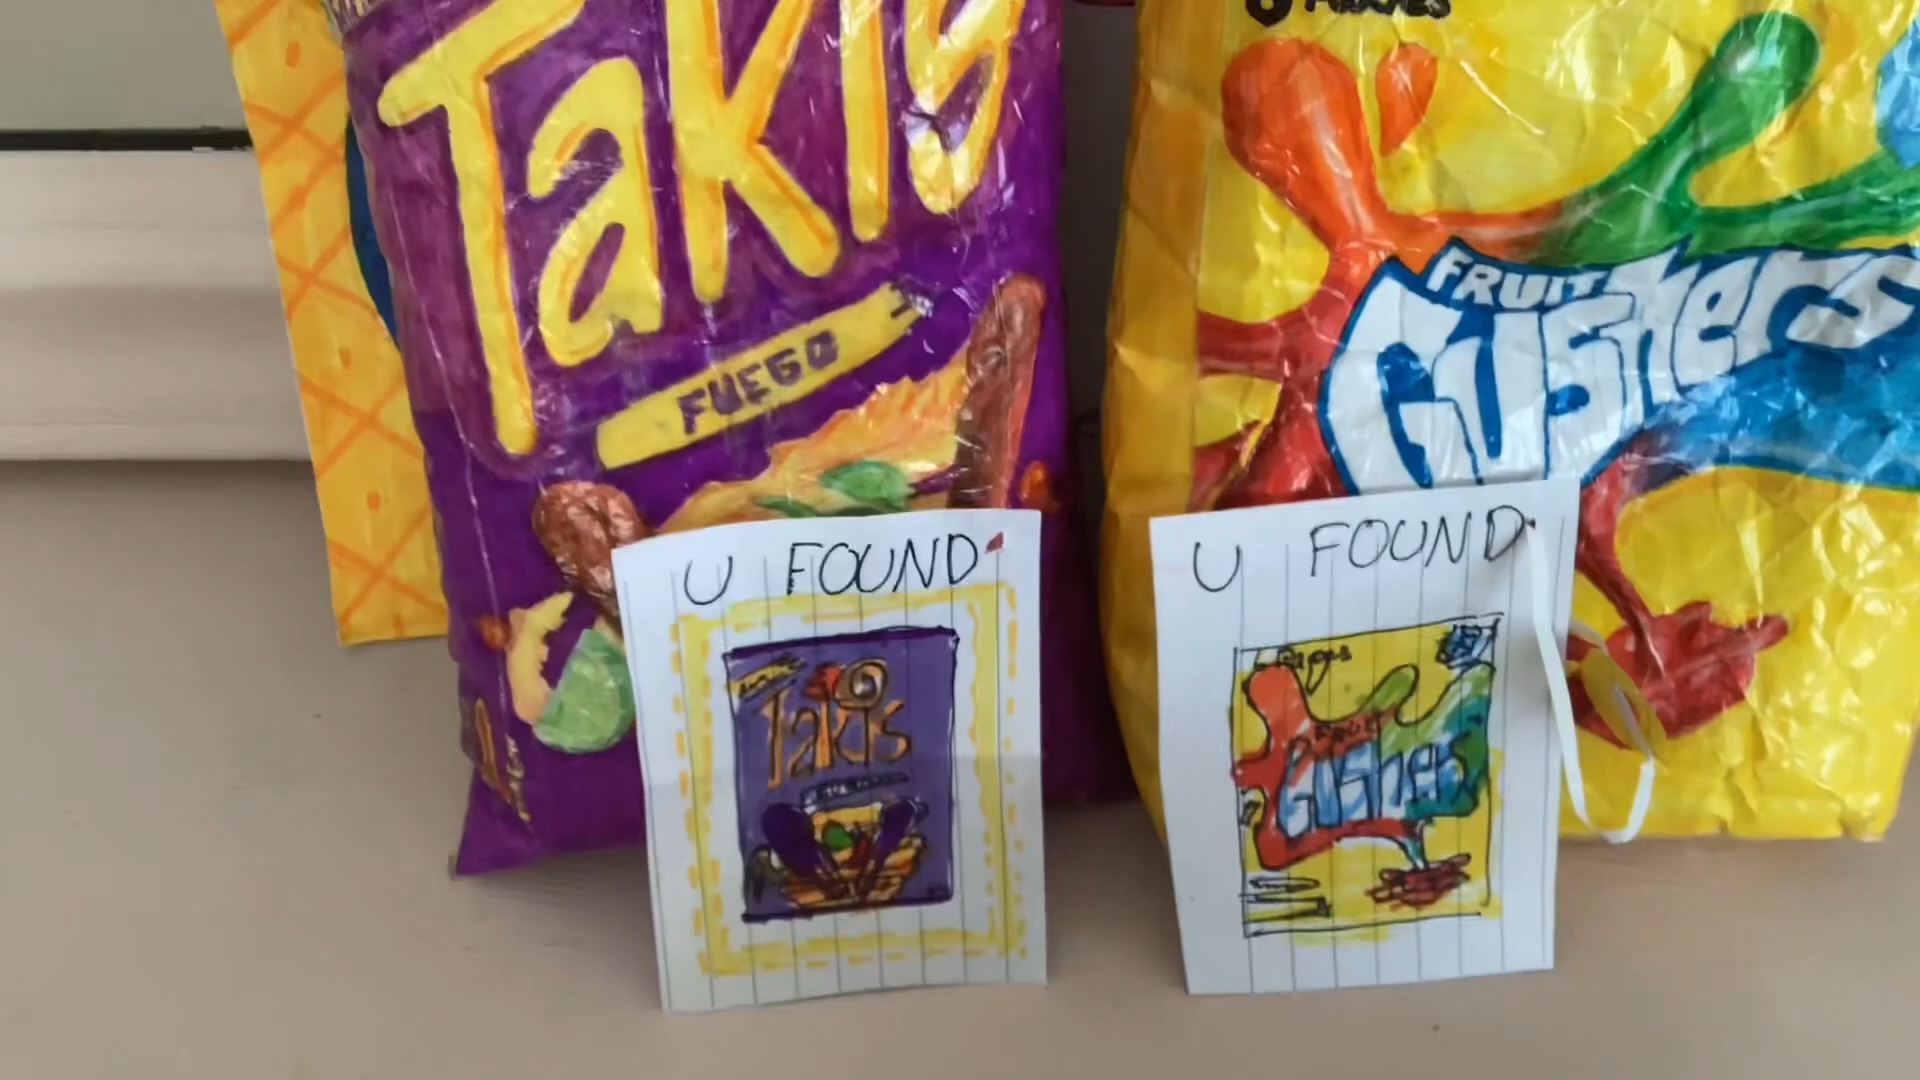 Takis
FUEGO
FRUIT
Gushers
U FOUND
Takis
U FOUND
Gushers